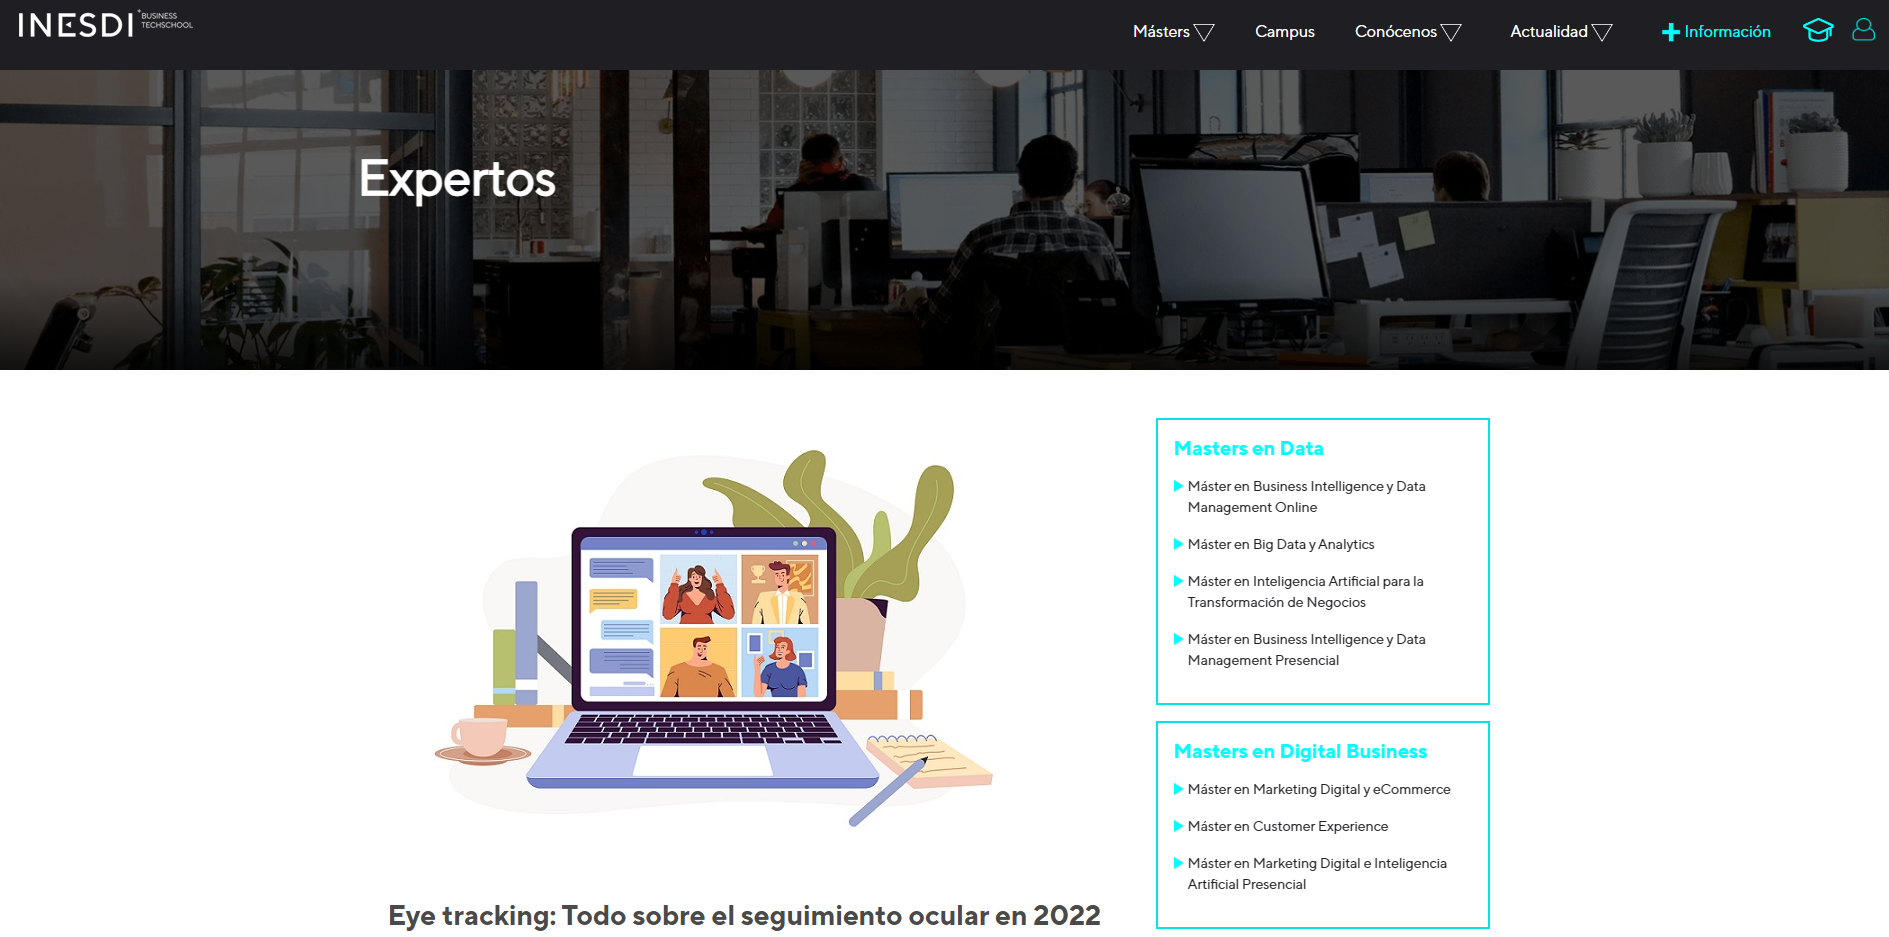 INESDI
BUSINESS
TECHSCHOOL
Másters
Campus
Conócenos
Actualidad
Información
Expertos
Masters en Data
Máster en Business Intelligence y Data
Management Online
Máster en Big Data y Analytics
Máster en Inteligencia Artificial para la
Transformación de Negocios
Máster en Business Intelligence y Data
Management Presencial
Masters en Digital Business
Máster en Marketing Digital y eCommerce
Máster en Customer Experience
Máster en Marketing Digital e Inteligencia
Artificial Presencial
Eye tracking: Todo sobre el seguimiento ocular en 2022